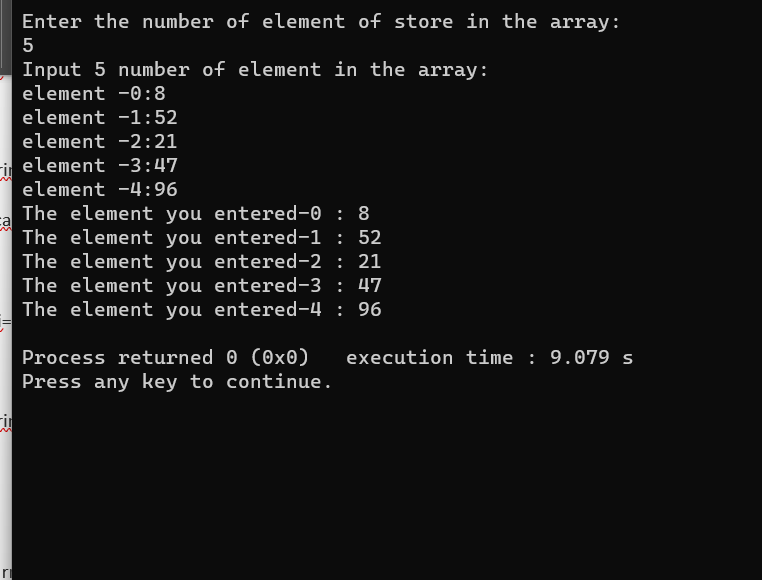 Enter the number of element of store in the array:
5
Input 5 number of element in the array:
element -0:8
element -1:52
element -2:21
element -3:47
element -4:96
The element you entered-0 : 8
The element you entered-1 : 52
The element you entered-2 : 21
The element you entered-3 : 47
The element you entered-4 : 96
Process returned 0 (0x0)   execution time : 9.079 s
Press any key to continue.